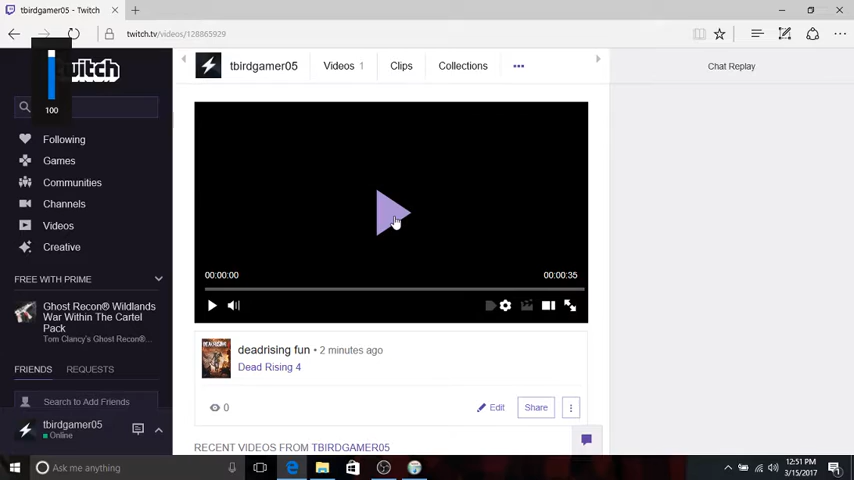 tbirdgamer05 - Twitch
twitch.tv/videos/128865929
100
twitch
tbirdgamer05
Videos 1
Clips
Collections
Chat Replay
Following
Games
Communities
Channels
Videos
Creative
FREE WITH PRIME
Ghost Recon® Wildlands
War Within The Cartel
Pack
Tom Clancy's Ghost Recon®...
FRIENDS
REQUESTS
Search to Add Friends
tbirdgamer05
Online
00:00:00
00:00:35
DEADRISING
deadrising fun • 2 minutes ago
Dead Rising 4
0
Edit
Share
RECENT VIDEOS FROM TBIRDGAMER05
Ask me anything
12:51 PM
3/15/2017
1